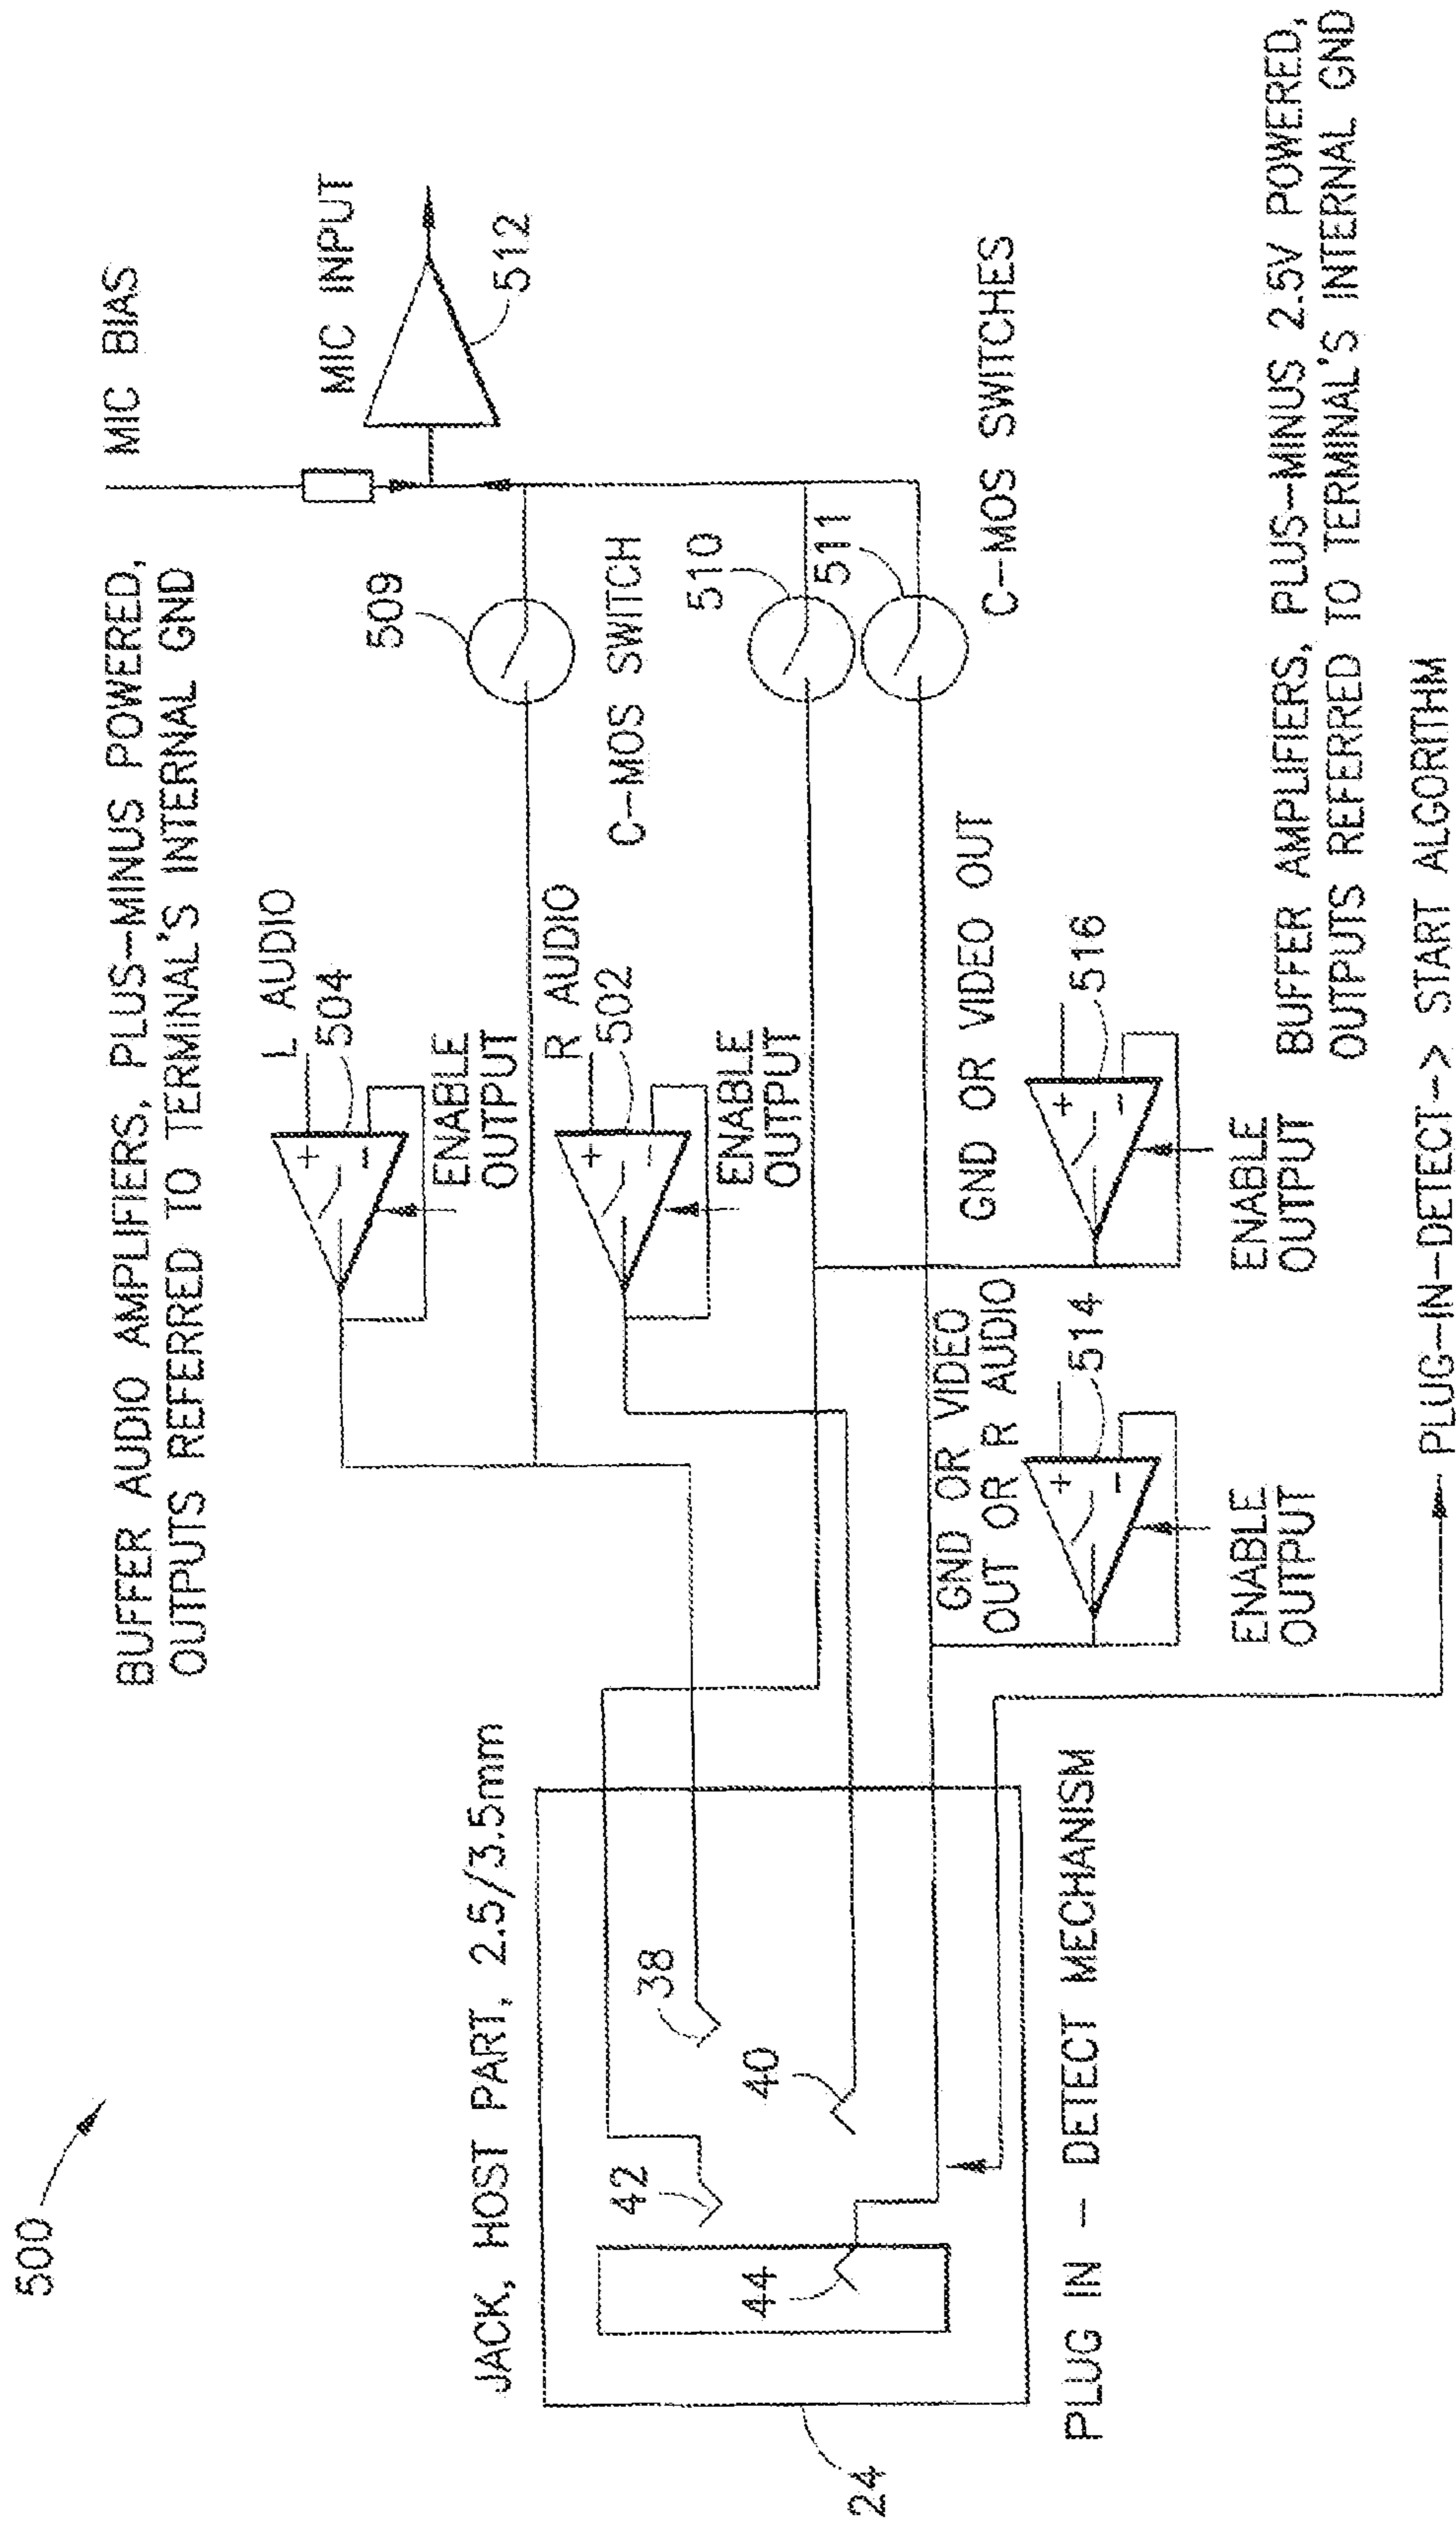 500
BUFFER AUDIO AMPLIFIERS, PLUS-MINUS POWERED,
OUTPUTS REFERRED TO TERMINAL'S INTERNAL GND
MIC BIAS
L AUDIO
504
ENABLE
OUTPUT
MIC INPUT
512
509
C-MOS SWITCH
R AUDIO
502
ENABLE
OUTPUT
JACK, HOST PART, 2.5/3.5mm
38
42
40
44
24
510
511
C-MOS SWITCHES
GND OR VIDEO OUT
516
ENABLE
OUTPUT
GND OR VIDEO
OUT OR R AUDIO
514
ENABLE
OUTPUT
PLUG IN - DETECT MECHANISM
BUFFER AMPLIFIERS, PLUS-MINUS 2.5V POWERED,
OUTPUTS REFERRED TO TERMINAL'S INTERNAL GND
PLUG-IN-DETECT-> START ALGORITHM